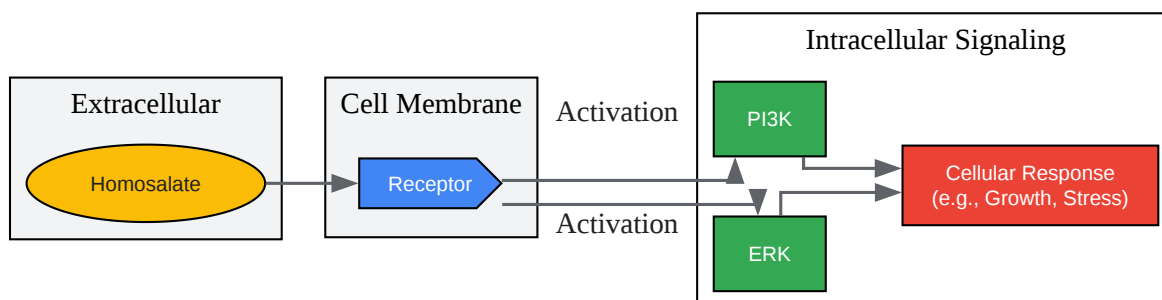 Extracellular
Homosalate
Cell Membrane
Receptor
Activation
Activation
Intracellular Signaling
PI3K
ERK
Cellular Response
(e.g., Growth, Stress)